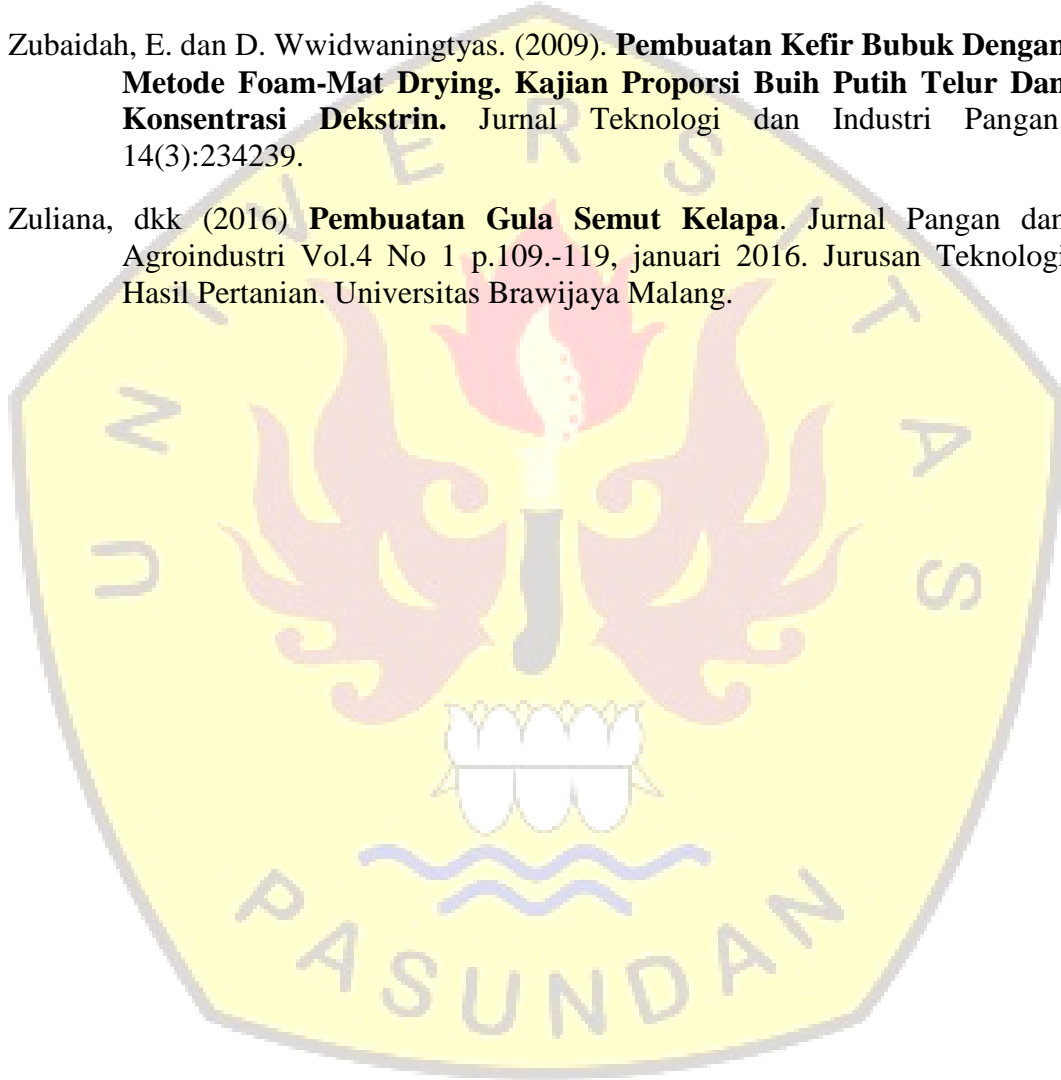 Zubaidah, E. dan D. Wwidwaningtyas. (2009). Pembuatan Kefir Bubuk Dengan
Metode Foam-Mat Drying. Kajian Proporsi Buih Putih Telur Dan
Konsentrasi Dekstrin. Jurnal Teknologi dan Industri Pangan.
14(3):234239.
Zuliana, dkk (2016) Pembuatan Gula Semut Kelapa. Jurnal Pangan dan
Agroindustri Vol.4 No 1 p.109.-119, januari 2016. Jurusan Teknologi
Hasil Pertanian. Universitas Brawijaya Malang.
UNIVERSITAS
PASUNDAN